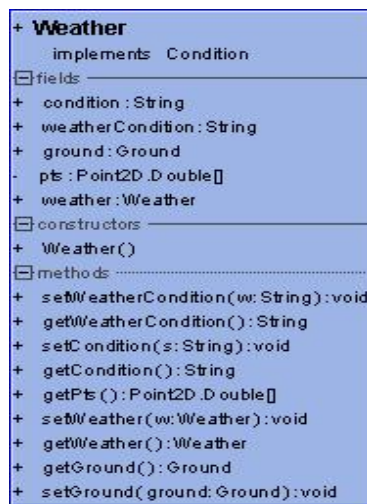 + Weather
implements Condition
fields
+ condition : String
+ weatherCondition : String
+ ground : Ground
- pts : Point2D.Double[]
+ weather : Weather
constructors
+ Weather()
methods
+ setWeatherCondition(w: String) : void
+ getWeatherCondition() : String
+ setCondition(s: String) : void
+ getCondition() : String
+ getPts() : Point2D.Double[]
+ setWeather(w: Weather) : void
+ getWeather() : Weather
+ getGround() : Ground
+ setGround( ground: Ground) : void